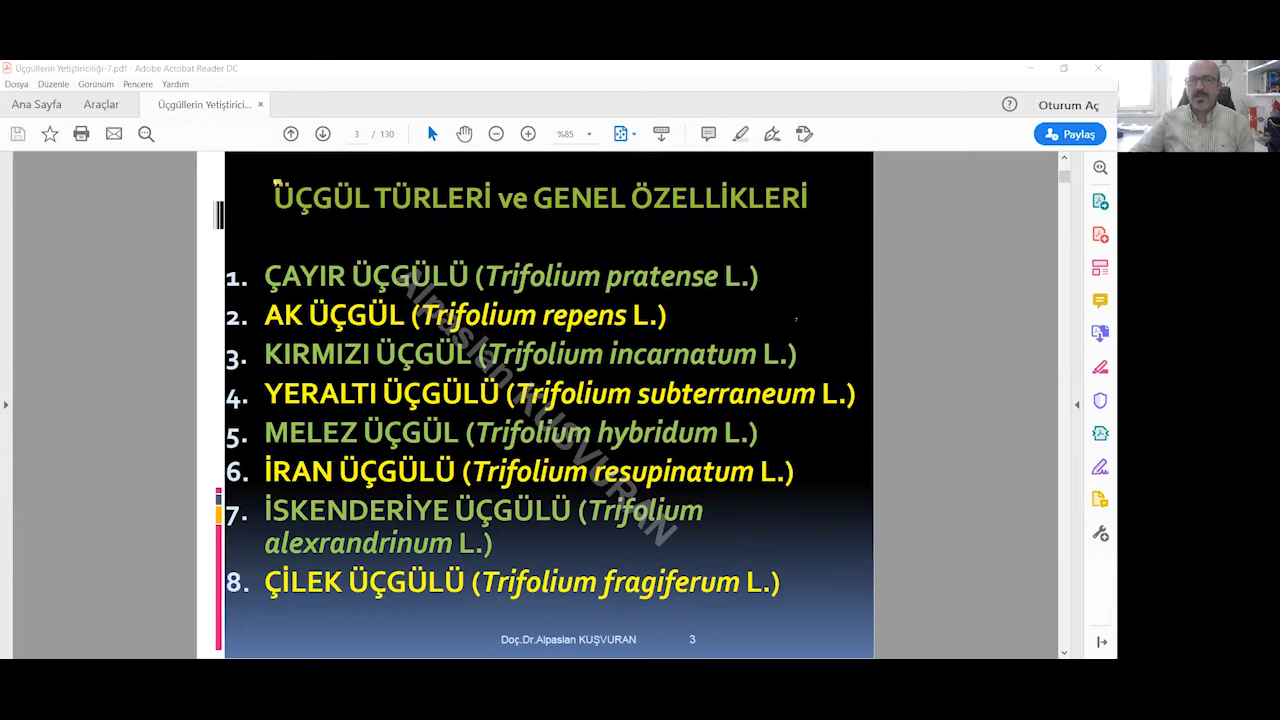 Üçgüllerin Yetiştiriciliği-7.pdf - Adobe Acrobat Reader DC
Dosya Düzenle Görünüm Pencere Yardım
Ana Sayfa Araçlar Üçgüllerin Yetiştirici... × Oturum Aç
3 / 130 %85 Paylaş
ÜÇGÜL TÜRLERİ ve GENEL ÖZELLİKLERİ
1. ÇAYIR ÜÇGÜLÜ (Trifolium pratense L.)
2. AK ÜÇGÜL (Trifolium repens L.)
3. KIRMIZI ÜÇGÜL (Trifolium incarnatum L.)
4. YERALTI ÜÇGÜLÜ (Trifolium subterraneum L.)
5. MELEZ ÜÇGÜL (Trifolium hybridum L.)
6. İRAN ÜÇGÜLÜ (Trifolium resupinatum L.)
7. İSKENDERİYE ÜÇGÜLÜ (Trifolium
alexrandrinum L.)
8. ÇİLEK ÜÇGÜLÜ (Trifolium fragiferum L.)
Alpaslan KUŞVURAN
Doç.Dr.Alpaslan KUŞVURAN 3